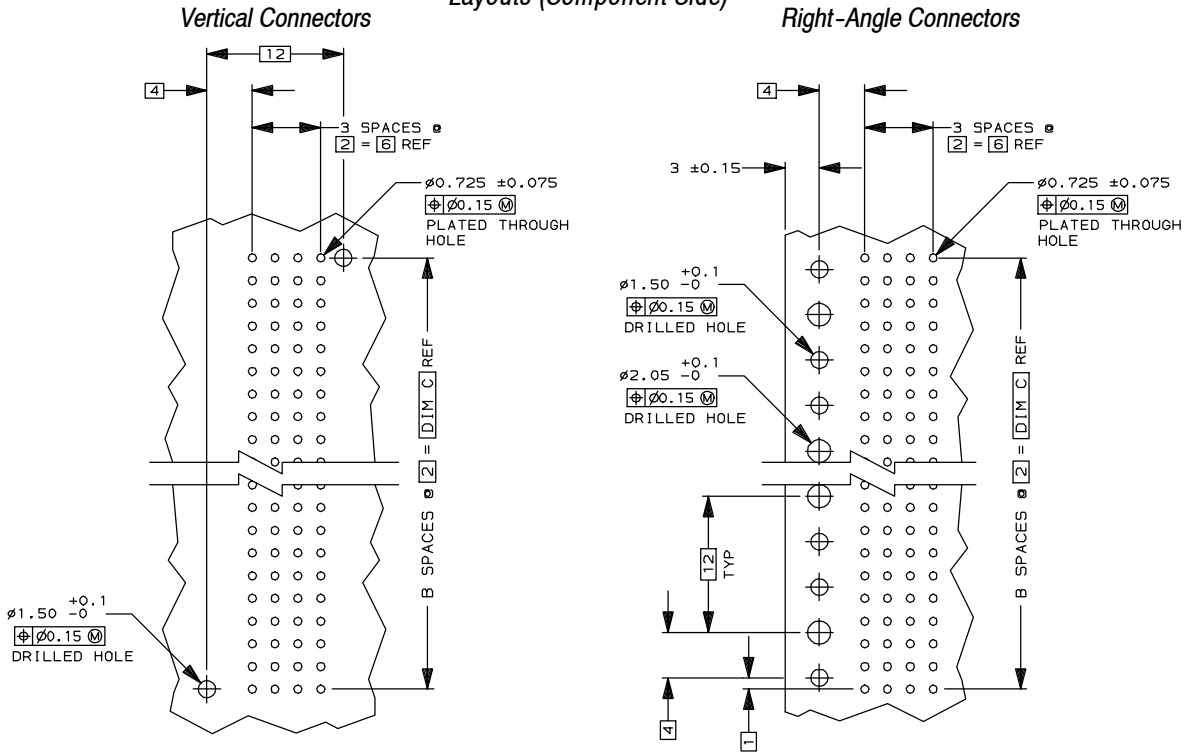 Layouts (Component Side)
Vertical Connectors
Right-Angle Connectors
12
4
3 SPACES @
2 = 6 REF
ø0.725 ±0.075
⌖ ø0.15 Ⓜ
PLATED THROUGH
HOLE
B SPACES @ 2 = DIM C REF
ø1.50 +0.1 -0
⌖ ø0.15 Ⓜ
DRILLED HOLE
4
3 SPACES @
2 = 6 REF
3 ±0.15
ø0.725 ±0.075
⌖ ø0.15 Ⓜ
PLATED THROUGH
HOLE
ø1.50 +0.1 -0
⌖ ø0.15 Ⓜ
DRILLED HOLE
ø2.05 +0.1 -0
⌖ ø0.15 Ⓜ
DRILLED HOLE
12 TYP
B SPACES @ 2 = DIM C REF
4
1